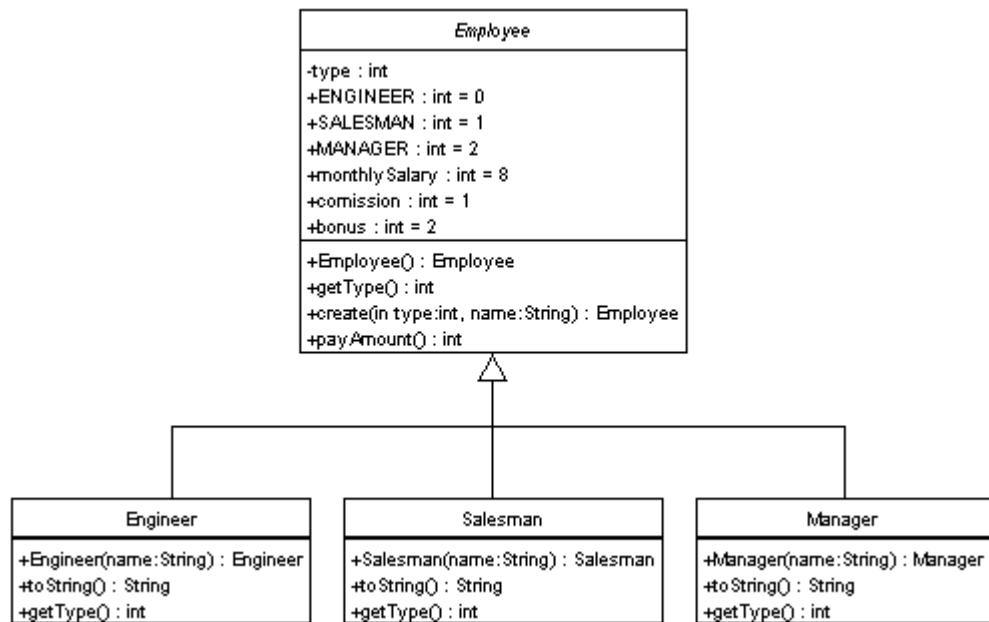 Employee
-type : int
+ENGINEER : int = 0
+SALESMAN : int = 1
+MANAGER : int = 2
+monthlySalary : int = 8
+comission : int = 1
+bonus : int = 2
+Employee() : Employee
+getType() : int
+create(in type:int, name:String) : Employee
+payAmount() : int
Engineer
+Engineer(name:String) : Engineer
+toString() : String
+getType() : int
Salesman
+Salesman(name:String) : Salesman
+toString() : String
+getType() : int
Manager
+Manager(name:String) : Manager
+toString() : String
+getType() : int